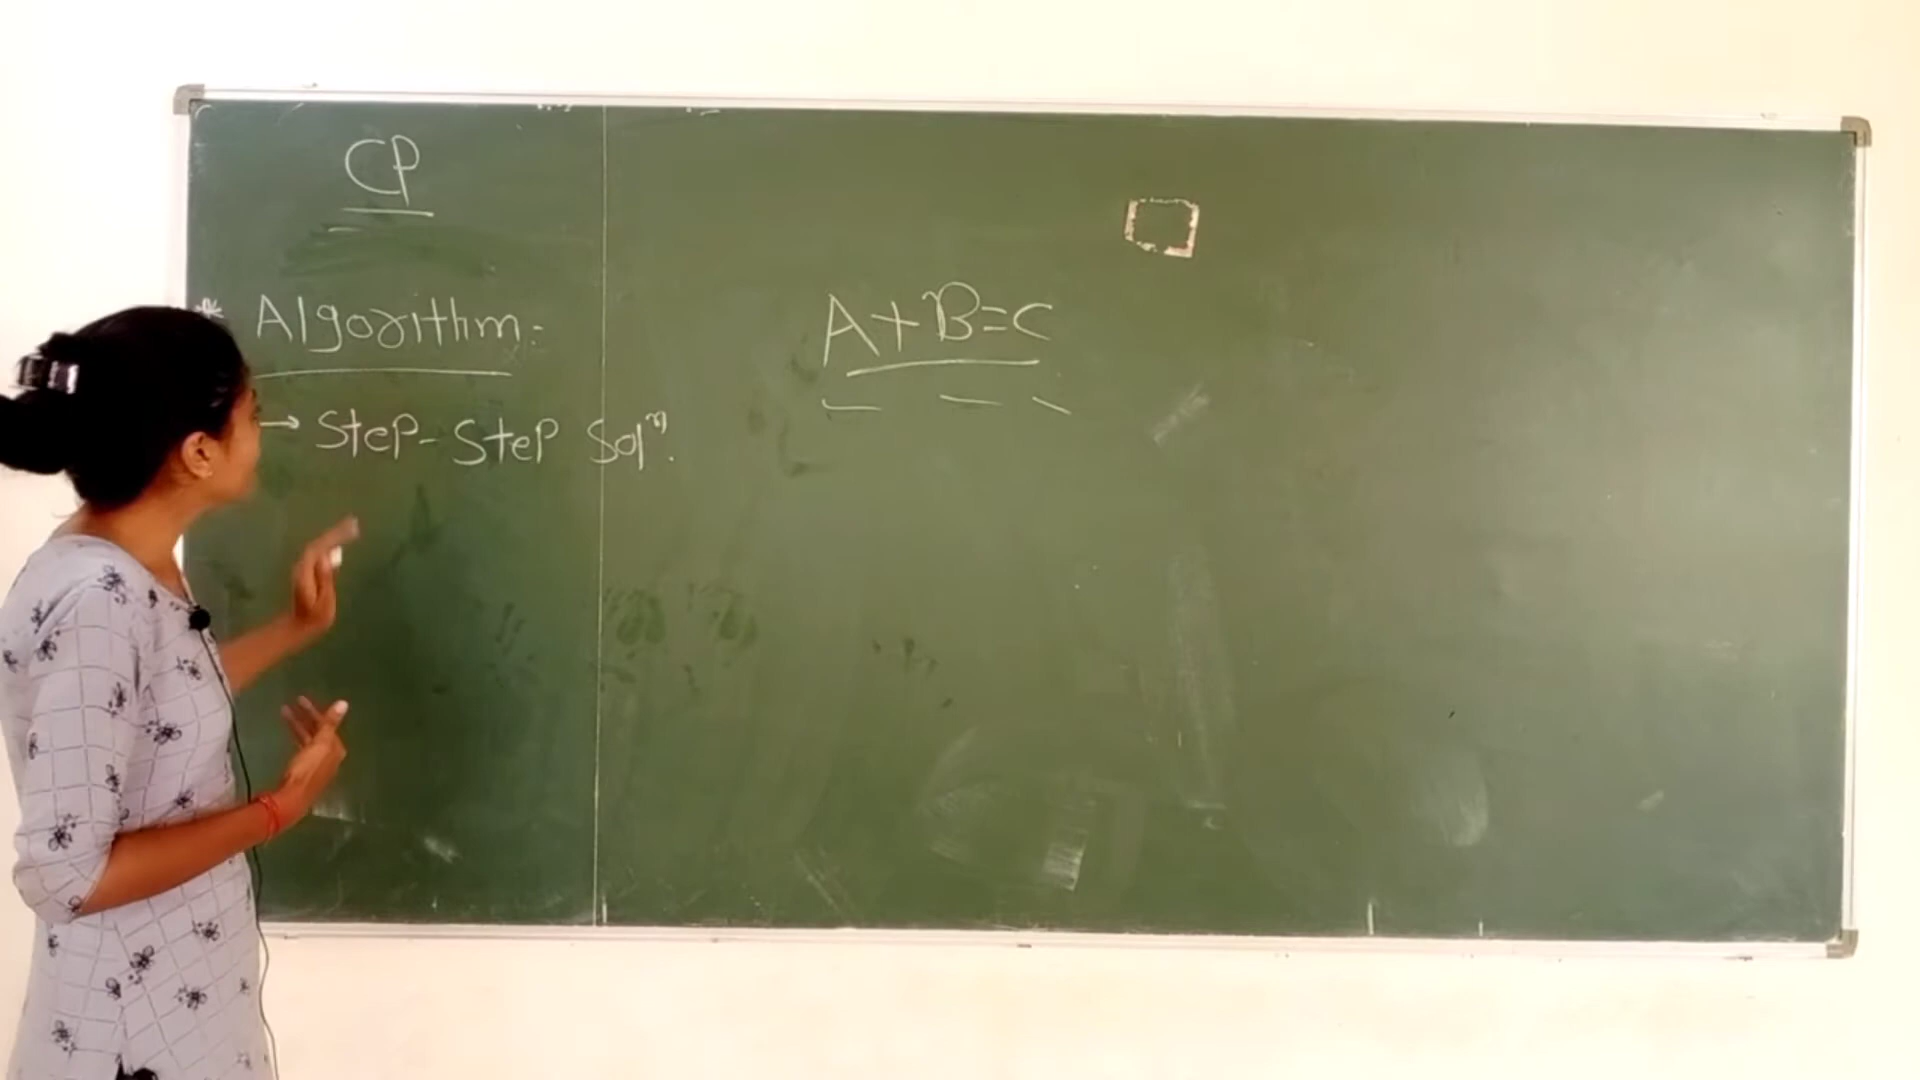 CP
* Algorithm:
→ Step-Step Solⁿ.
A+B=C